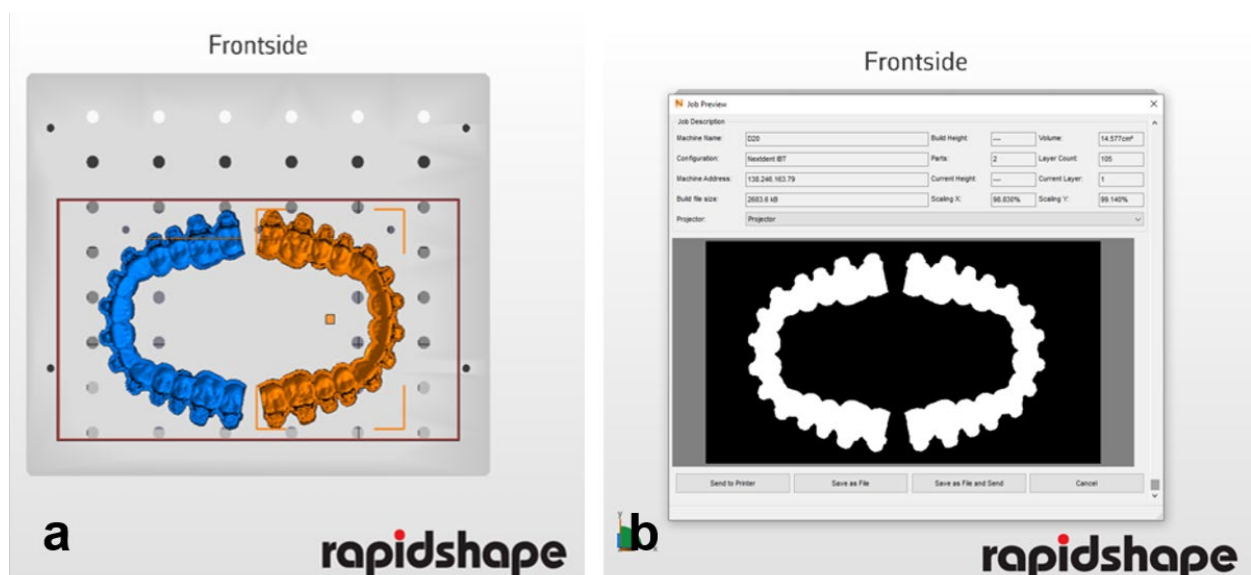 Frontside
a
rapidshape
Frontside
Job Preview
Job Description
Machine Name: D20 Build Height: --- Volume: 14.577cm³
Configuration: Nextdent IBT Parts: 2 Layer Count: 105
Machine Address: 138.246.163.79 Current Height: --- Current Layer: 1
Build file size: 2683.6 kB Scaling X: 98.830% Scaling Y: 99.140%
Projector: Projector
Send to Printer Save as File Save as File and Send Cancel
y
b
x
rapidshape